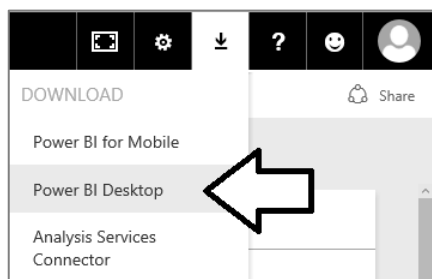 ?
DOWNLOAD
Share
Power BI for Mobile
Power BI Desktop
Analysis Services
Connector